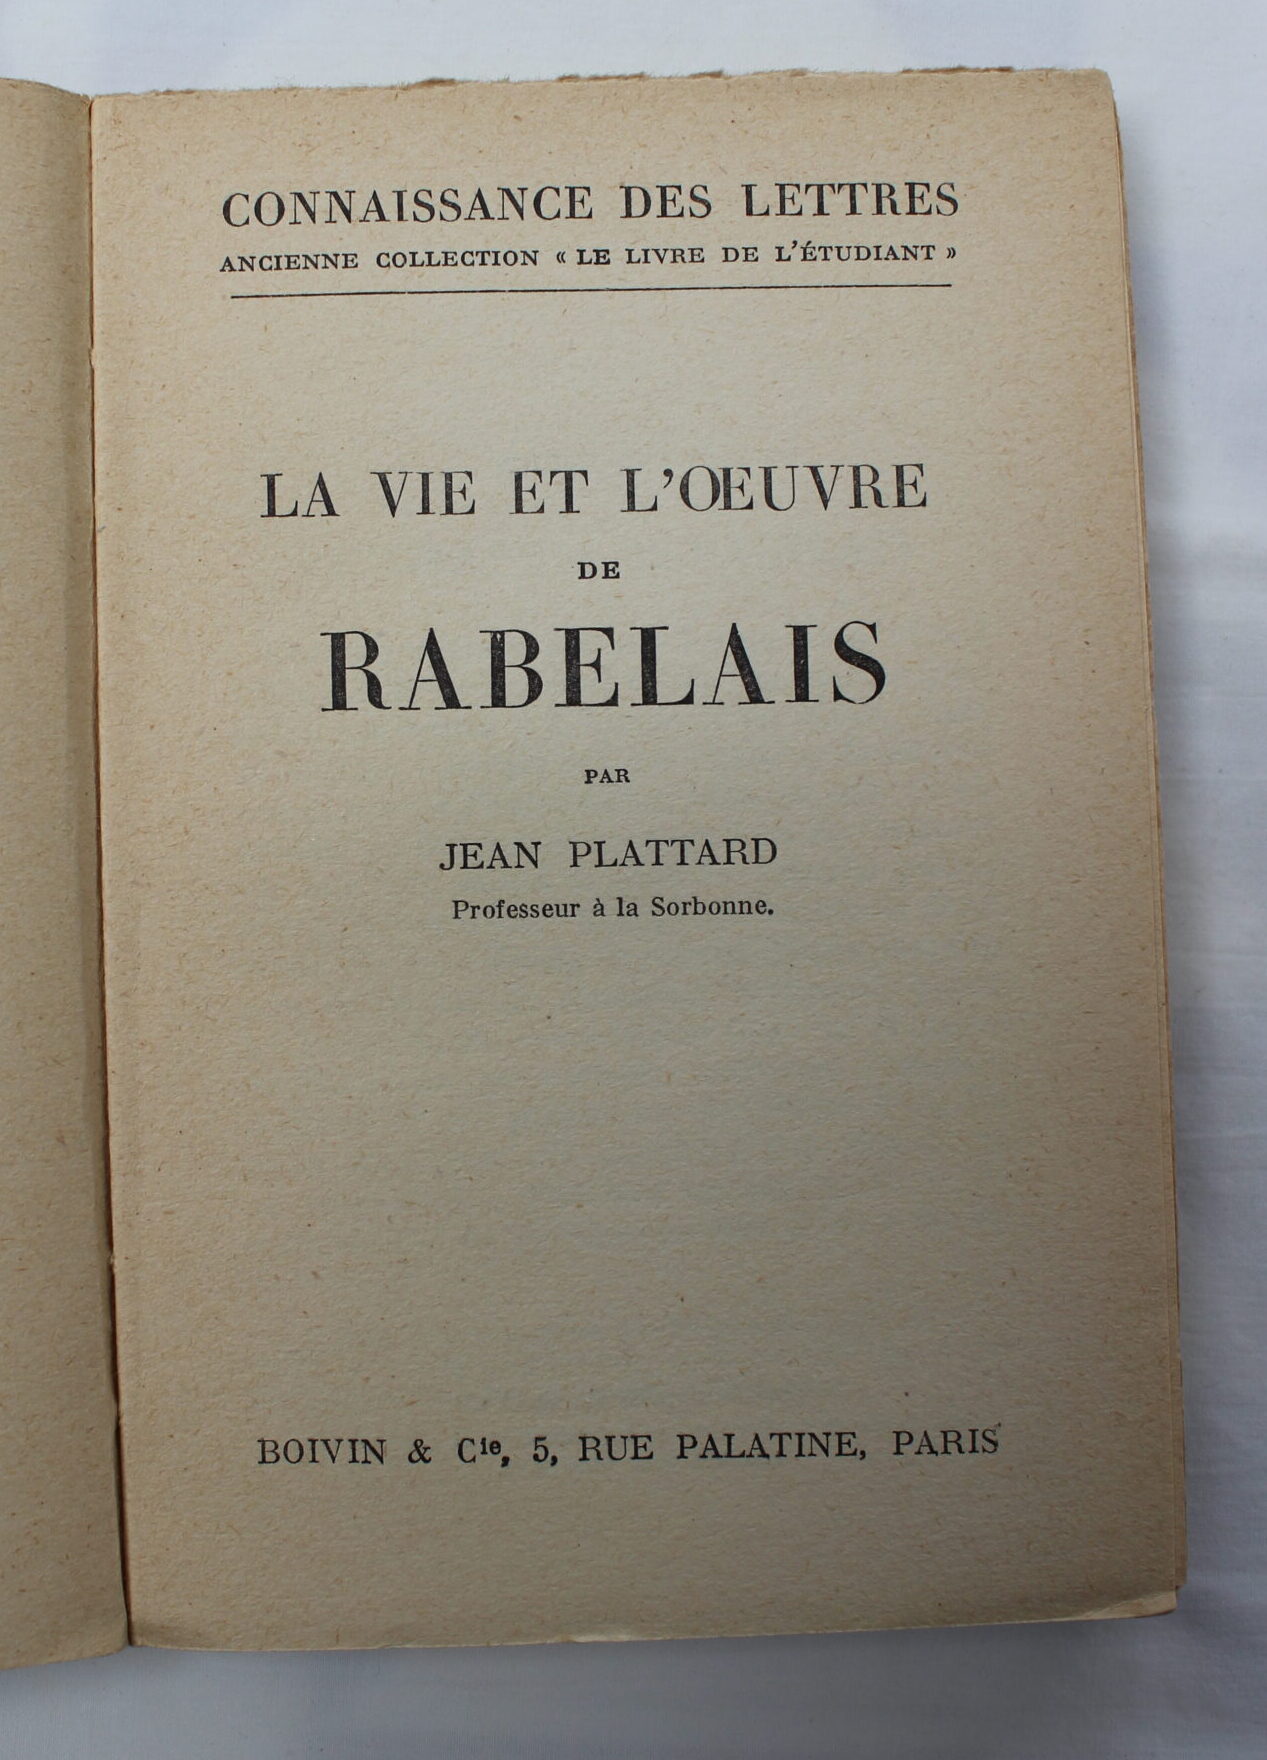 CONNAISSANCE DES LETTRES
ANCIENNE COLLECTION « LE LIVRE DE L'ÉTUDIANT »
LA VIE ET L'ŒUVRE
DE
RABELAIS
PAR
JEAN PLATTARD
Professeur à la Sorbonne.
BOIVIN & Cie, 5, RUE PALATINE, PARIS